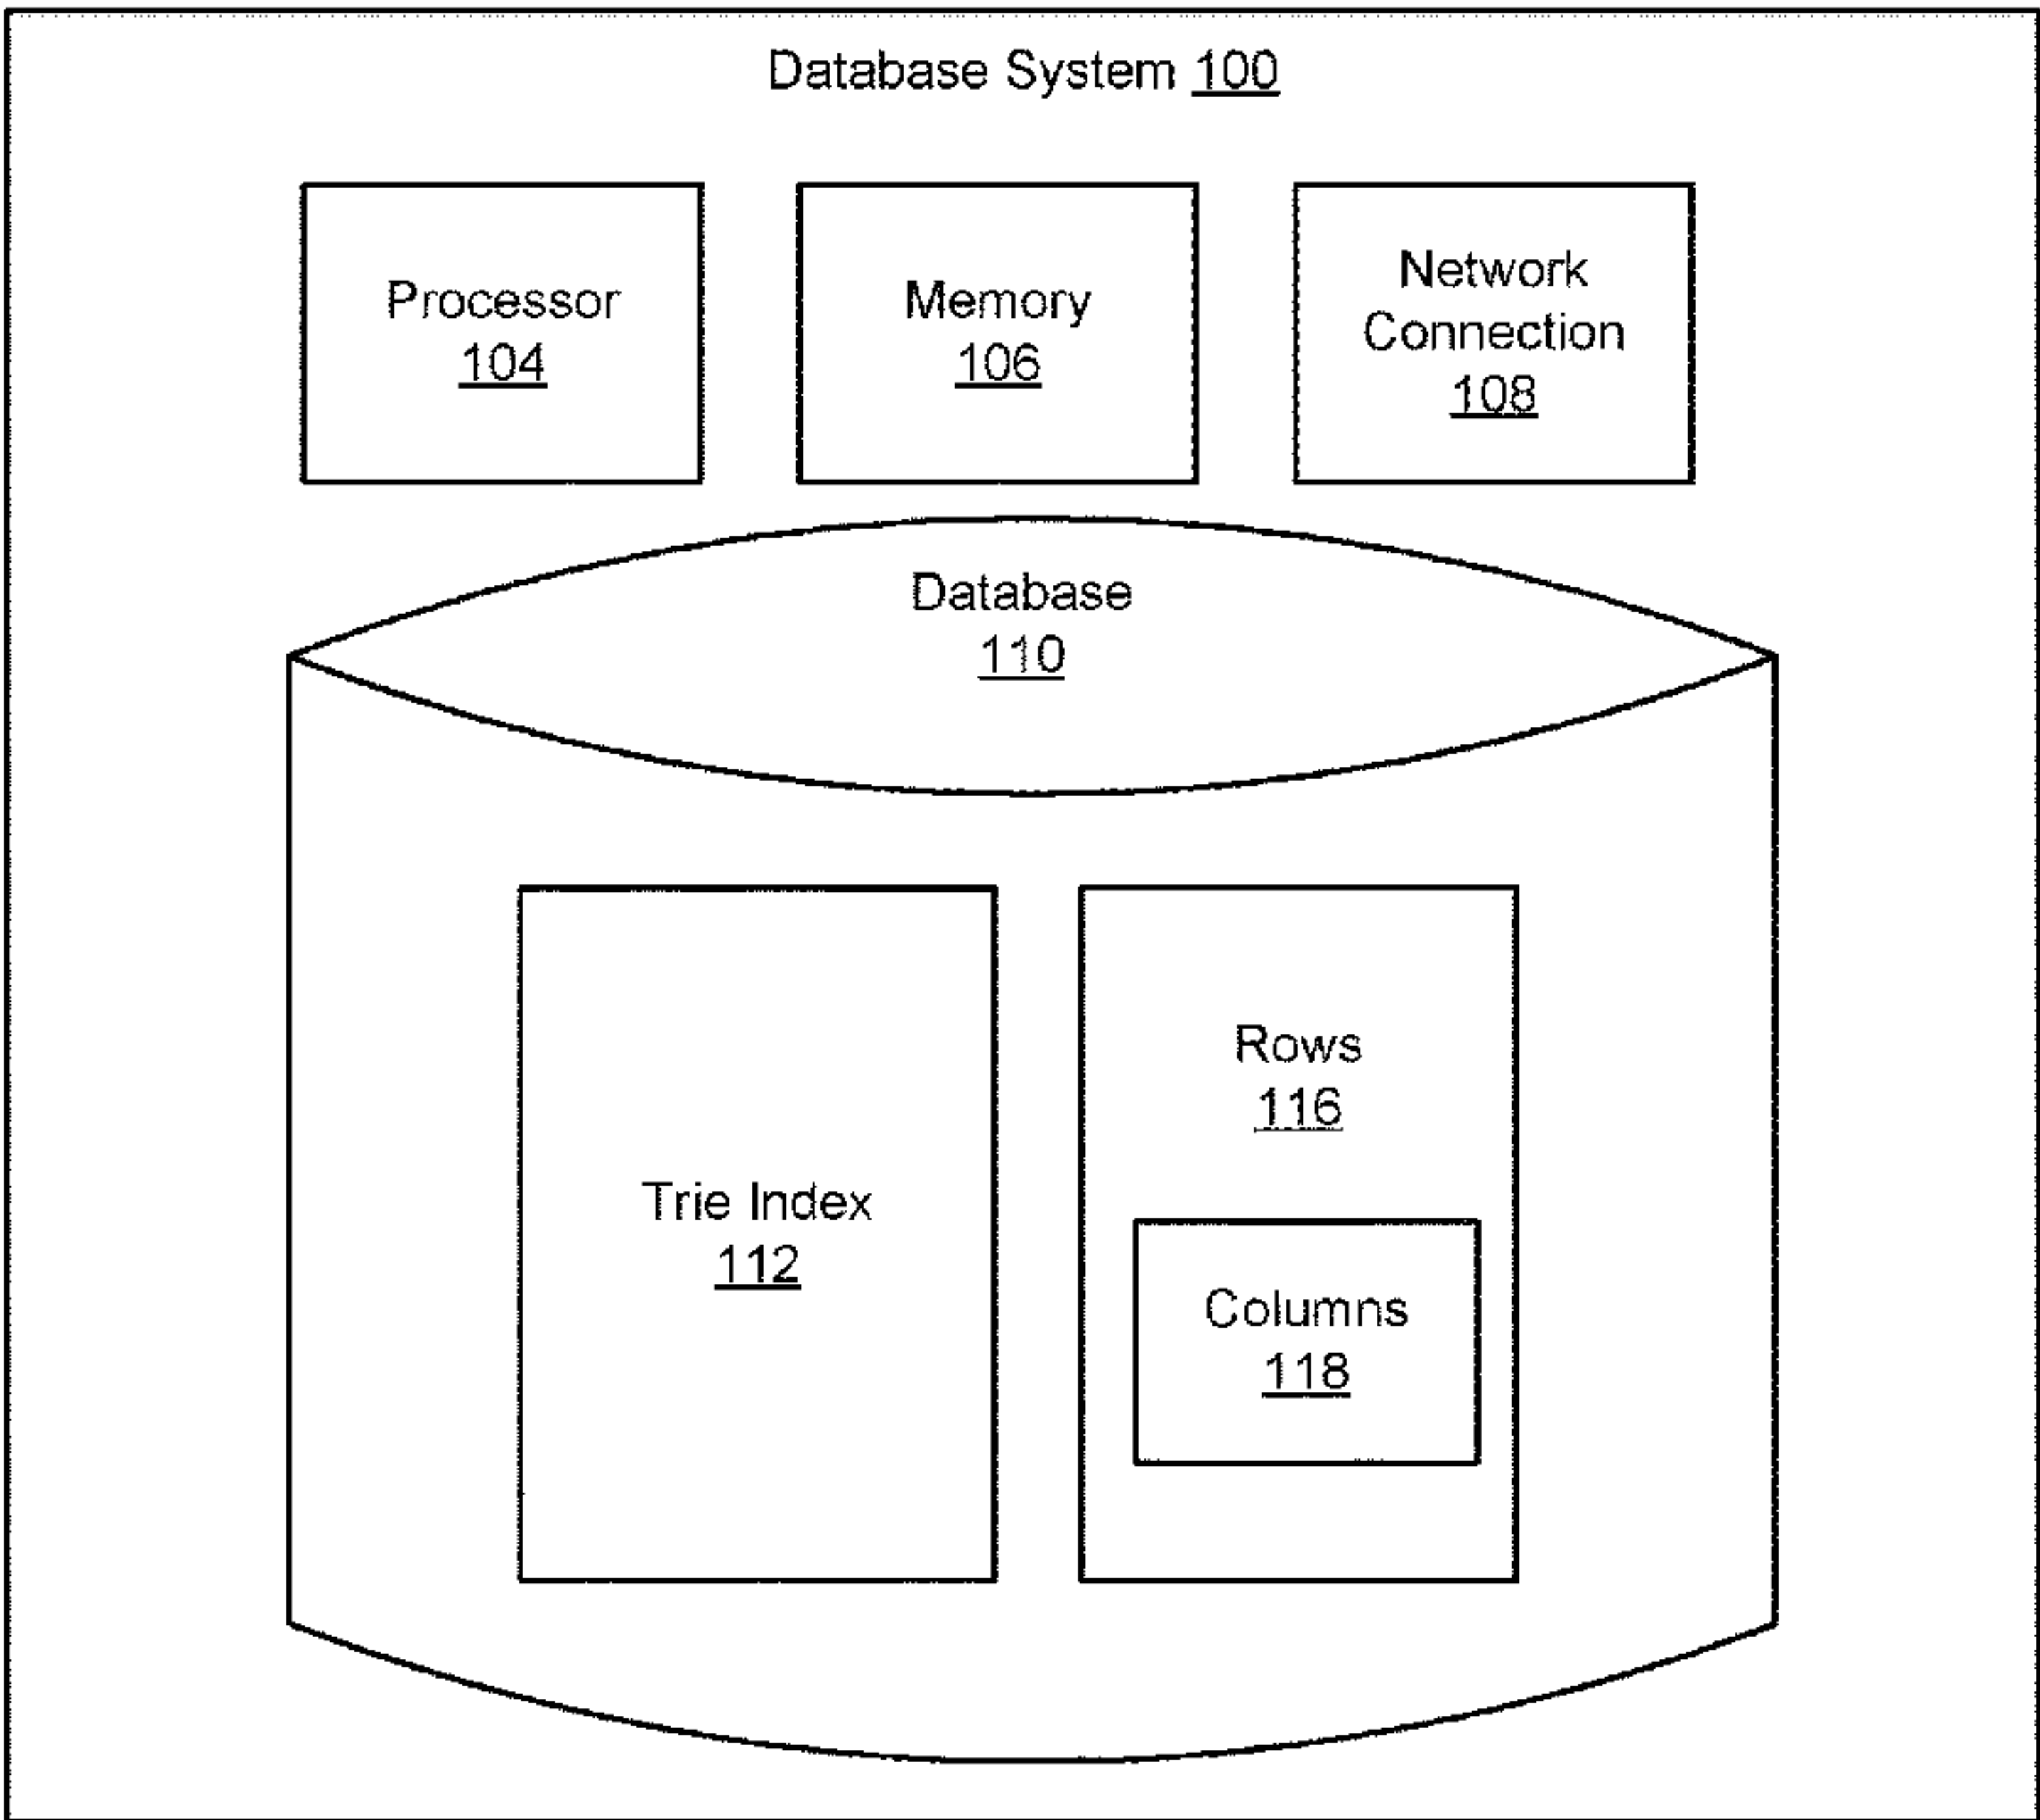 Database System 100
Processor
104
Memory
106
Network
Connection
108
Database
110
Trie Index
112
Rows
116
Columns
118